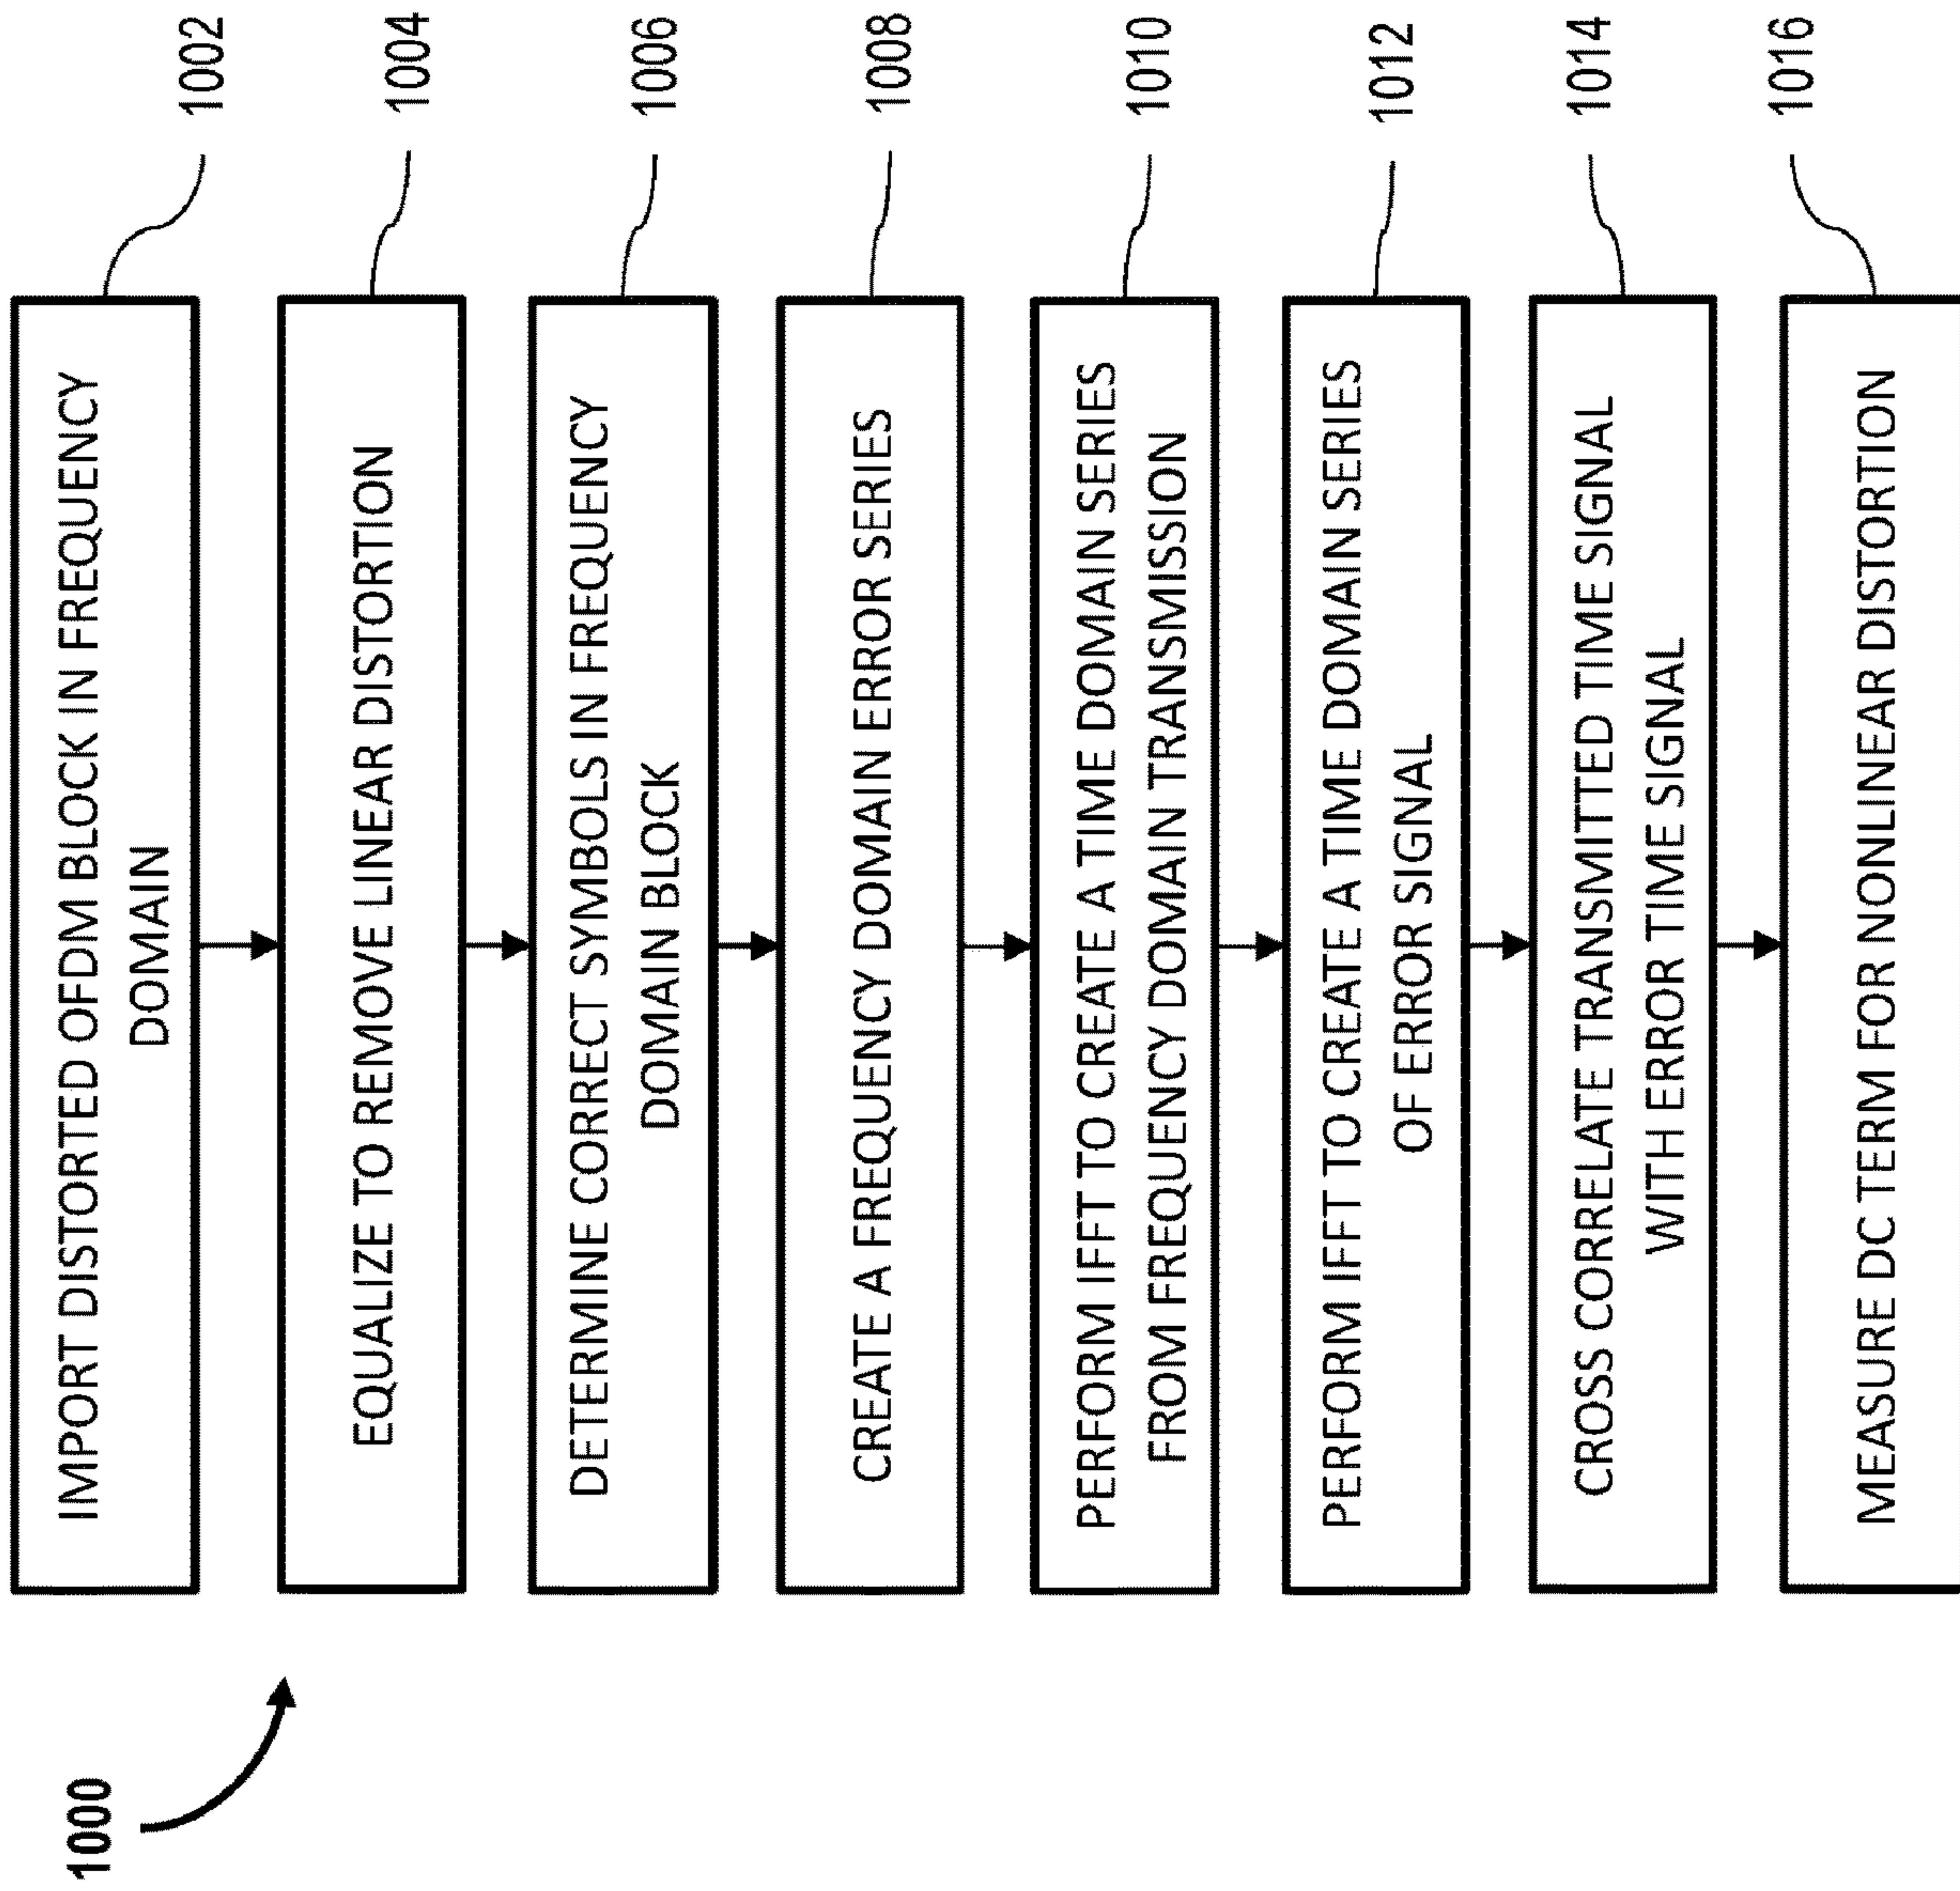 1000
IMPORT DISTORTED OFDM BLOCK IN FREQUENCY
DOMAIN
1002
EQUALIZE TO REMOVE LINEAR DISTORTION
1004
DETERMINE CORRECT SYMBOLS IN FREQUENCY
DOMAIN BLOCK
1006
CREATE A FREQUENCY DOMAIN ERROR SERIES
1008
PERFORM IFFT TO CREATE A TIME DOMAIN SERIES
FROM FREQUENCY DOMAIN TRANSMISSION
1010
PERFORM IFFT TO CREATE A TIME DOMAIN SERIES
OF ERROR SIGNAL
1012
CROSS CORRELATE TRANSMITTED TIME SIGNAL
WITH ERROR TIME SIGNAL
1014
MEASURE DC TERM FOR NONLINEAR DISTORTION
1016